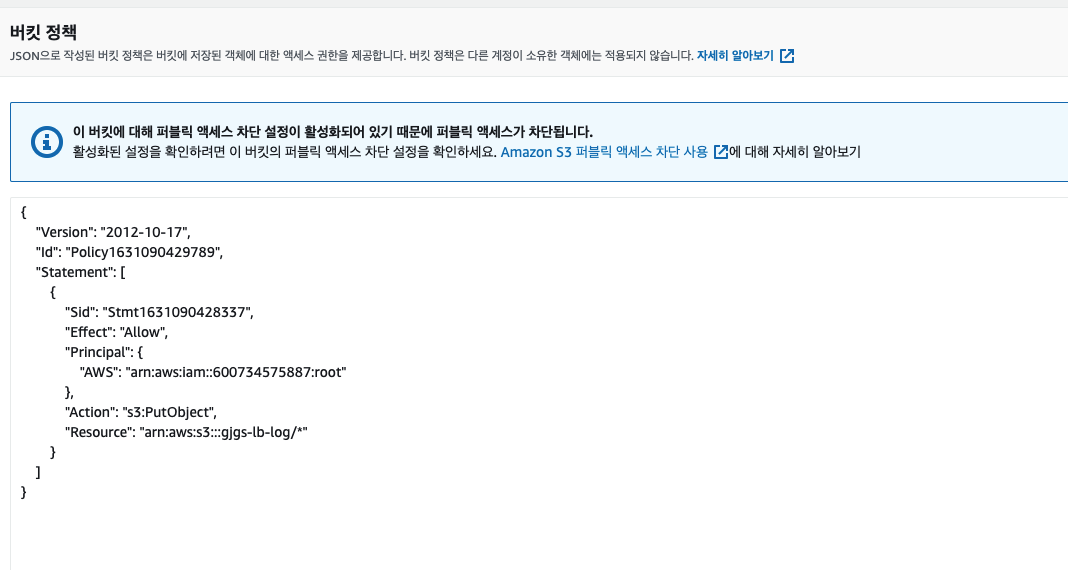 버킷 정책
JSON으로 작성된 버킷 정책은 버킷에 저장된 객체에 대한 액세스 권한을 제공합니다. 버킷 정책은 다른 계정이 소유한 객체에는 적용되지 않습니다. 자세히 알아보기
이 버킷에 대해 퍼블릭 액세스 차단 설정이 활성화되어 있기 때문에 퍼블릭 액세스가 차단됩니다.
활성화된 설정을 확인하려면 이 버킷의 퍼블릭 액세스 차단 설정을 확인하세요. Amazon S3 퍼블릭 액세스 차단 사용 에 대해 자세히 알아보기
{
    "Version": "2012-10-17",
    "Id": "Policy1631090429789",
    "Statement": [
        {
            "Sid": "Stmt1631090428337",
            "Effect": "Allow",
            "Principal": {
                "AWS": "arn:aws:iam::600734575887:root"
            },
            "Action": "s3:PutObject",
            "Resource": "arn:aws:s3:::gjgs-lb-log/*"
        }
    ]
}